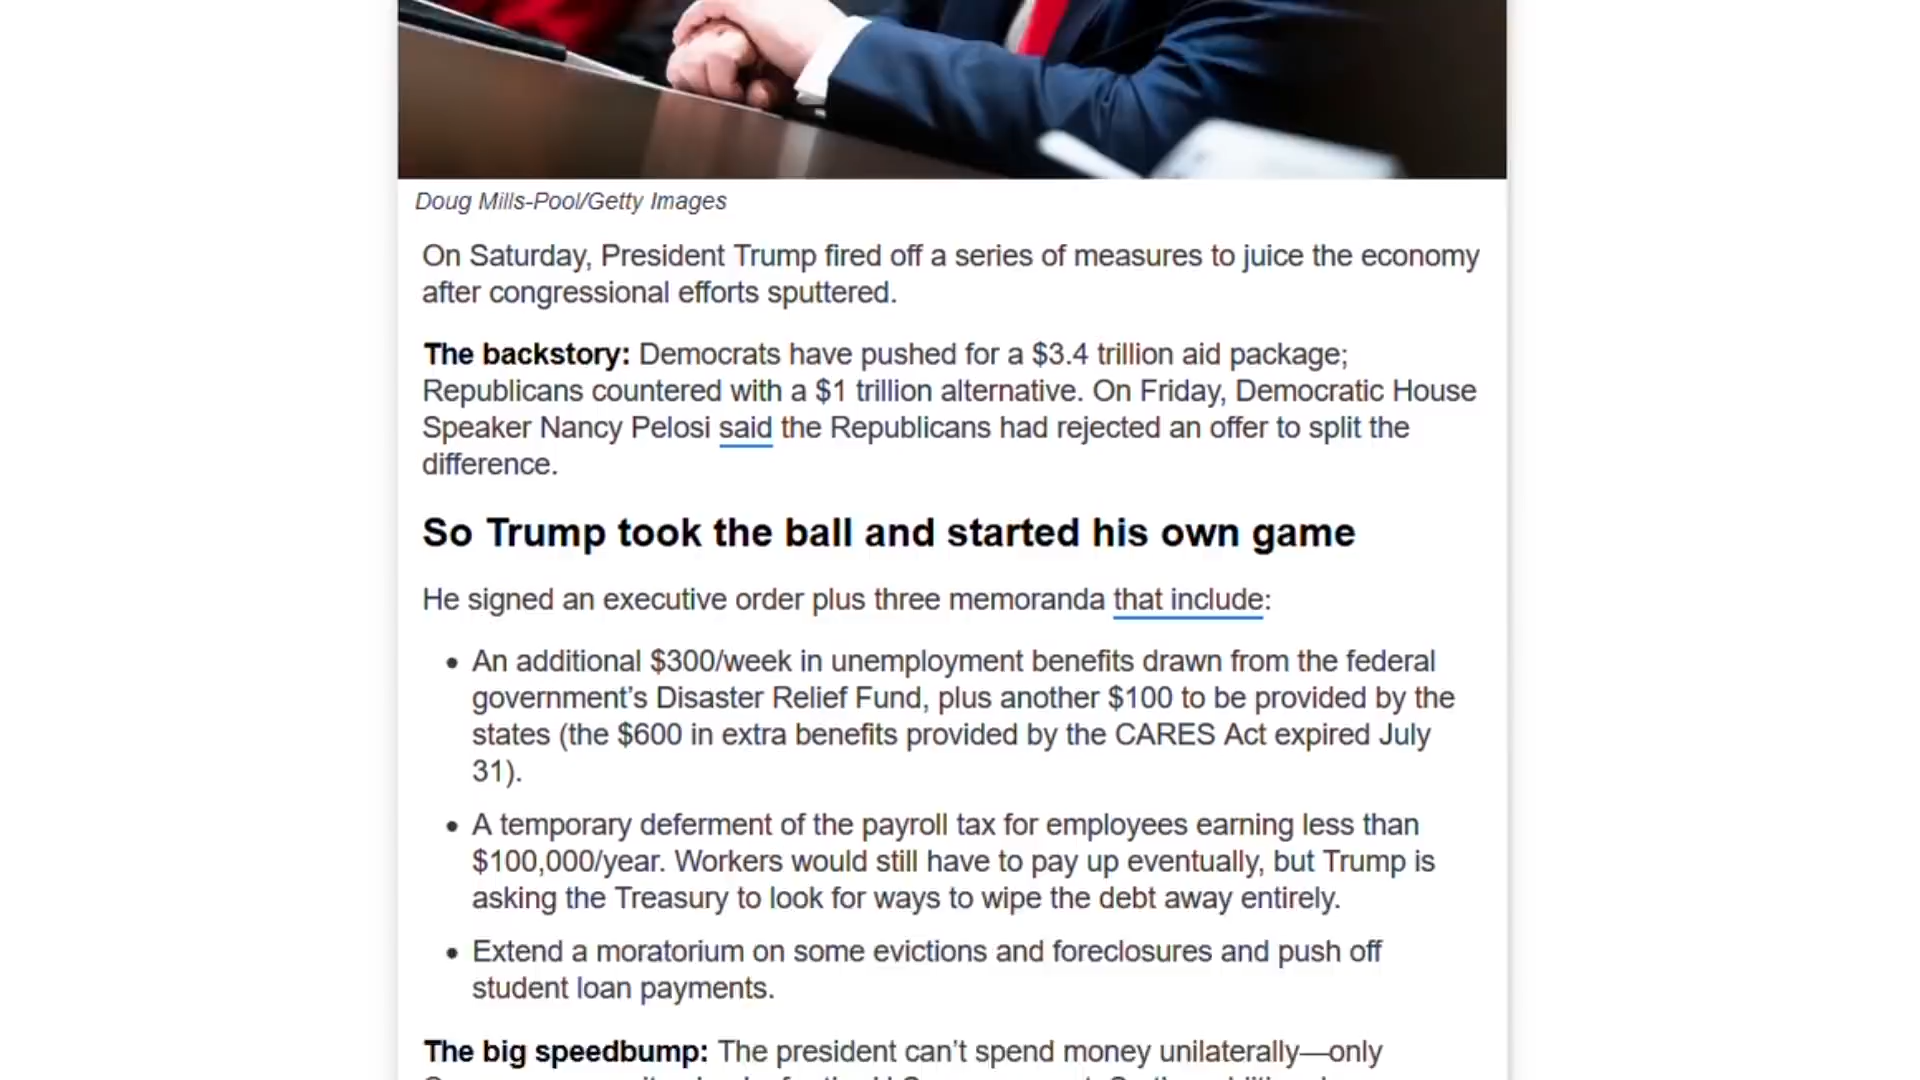 Doug Mills-Pool/Getty Images
On Saturday, President Trump fired off a series of measures to juice the economy
after congressional efforts sputtered.
The backstory: Democrats have pushed for a $3.4 trillion aid package;
Republicans countered with a $1 trillion alternative. On Friday, Democratic House
Speaker Nancy Pelosi said the Republicans had rejected an offer to split the
difference.
So Trump took the ball and started his own game
He signed an executive order plus three memoranda that include:
• An additional $300/week in unemployment benefits drawn from the federal
government’s Disaster Relief Fund, plus another $100 to be provided by the
states (the $600 in extra benefits provided by the CARES Act expired July
31).
• A temporary deferment of the payroll tax for employees earning less than
$100,000/year. Workers would still have to pay up eventually, but Trump is
asking the Treasury to look for ways to wipe the debt away entirely.
• Extend a moratorium on some evictions and foreclosures and push off
student loan payments.
The big speedbump: The president can’t spend money unilaterally—only